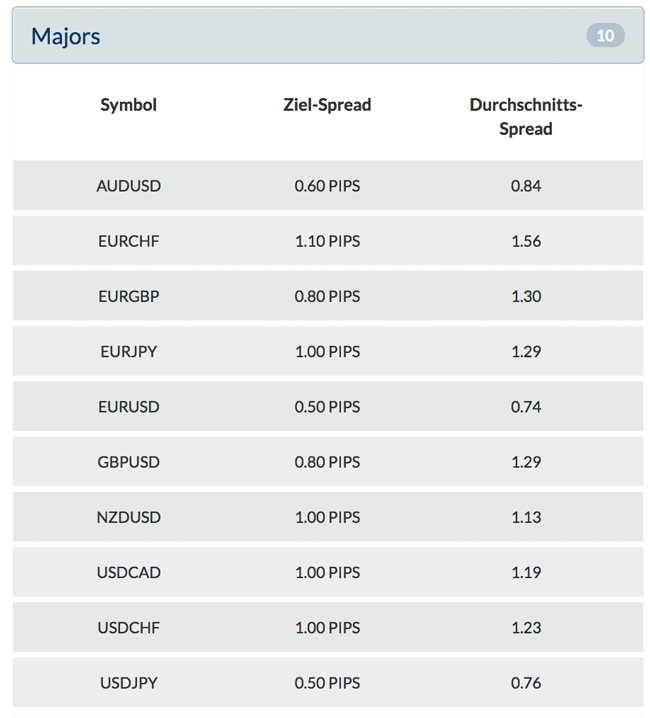 Majors 10
Symbol Ziel-Spread Durchschnitts-
Spread
AUDUSD 0.60 PIPS 0.84
EURCHF 1.10 PIPS 1.56
EURGBP 0.80 PIPS 1.30
EURJPY 1.00 PIPS 1.29
EURUSD 0.50 PIPS 0.74
GBPUSD 0.80 PIPS 1.29
NZDUSD 1.00 PIPS 1.13
USDCAD 1.00 PIPS 1.19
USDCHF 1.00 PIPS 1.23
USDJPY 0.50 PIPS 0.76